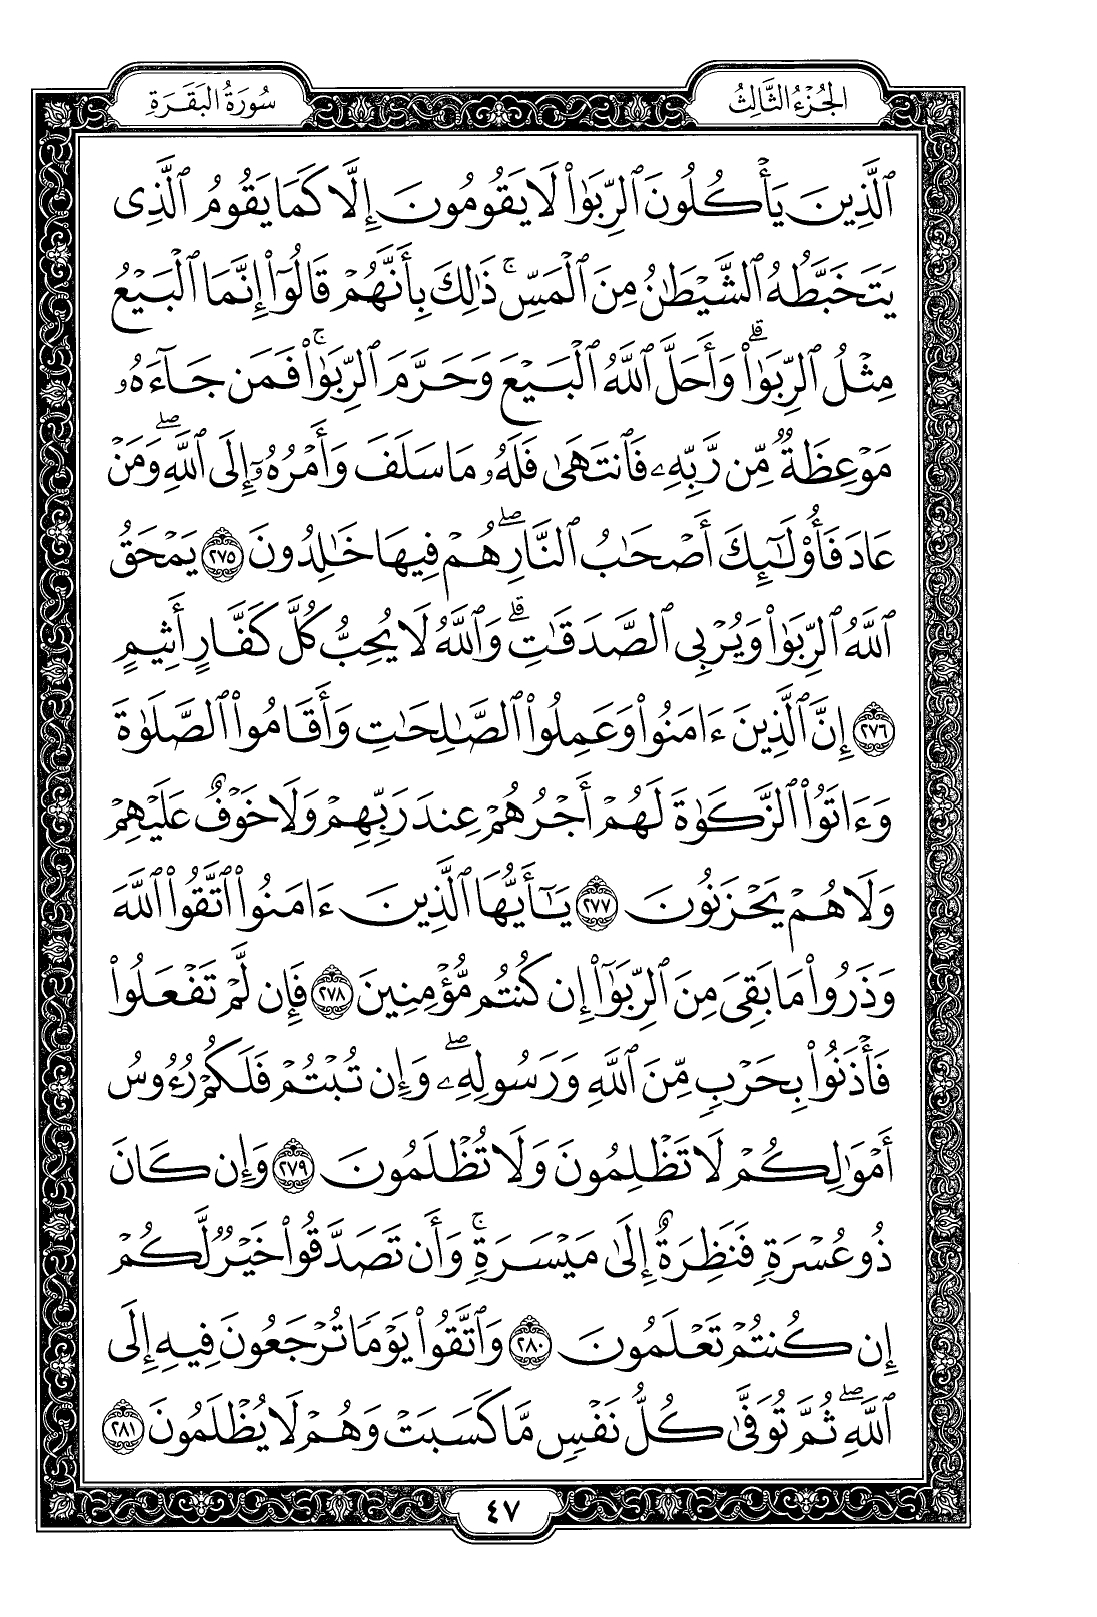 الجُزْءُ الثَّالِثُ
سُورَةُ البَقَرَةِ
ٱلَّذِينَ يَأْكُلُونَ ٱلرِّبَوٰا۟ لَا يَقُومُونَ إِلَّا كَمَا يَقُومُ ٱلَّذِى
يَتَخَبَّطُهُ ٱلشَّيْطَـٰنُ مِنَ ٱلْمَسِّ ۚ ذَٰلِكَ بِأَنَّهُمْ قَالُوٓا۟ إِنَّمَا ٱلْبَيْعُ
مِثْلُ ٱلرِّبَوٰا۟ ۗ وَأَحَلَّ ٱللَّهُ ٱلْبَيْعَ وَحَرَّمَ ٱلرِّبَوٰا۟ ۚ فَمَن جَآءَهُۥ
مَوْعِظَةٌ مِّن رَّبِّهِۦ فَٱنتَهَىٰ فَلَهُۥ مَا سَلَفَ وَأَمْرُهُۥٓ إِلَى ٱللَّهِ ۖ وَمَنْ
عَادَ فَأُو۟لَـٰٓئِكَ أَصْحَـٰبُ ٱلنَّارِ ۖ هُمْ فِيهَا خَـٰلِدُونَ ٢٧٥ يَمْحَقُ
ٱللَّهُ ٱلرِّبَوٰا۟ وَيُرْبِى ٱلصَّدَقَـٰتِ ۗ وَٱللَّهُ لَا يُحِبُّ كُلَّ كَفَّارٍ أَثِيمٍ
٢٧٦ إِنَّ ٱلَّذِينَ ءَامَنُوا۟ وَعَمِلُوا۟ ٱلصَّـٰلِحَـٰتِ وَأَقَامُوا۟ ٱلصَّلَوٰةَ
وَءَاتَوُا۟ ٱلزَّكَوٰةَ لَهُمْ أَجْرُهُمْ عِندَ رَبِّهِمْ وَلَا خَوْفٌ عَلَيْهِمْ
وَلَا هُمْ يَحْزَنُونَ ٢٧٧ يَـٰٓأَيُّهَا ٱلَّذِينَ ءَامَنُوا۟ ٱتَّقُوا۟ ٱللَّهَ
وَذَرُوا۟ مَا بَقِىَ مِنَ ٱلرِّبَوٰٓا۟ إِن كُنتُم مُّؤْمِنِينَ ٢٧٨ فَإِن لَّمْ تَفْعَلُوا۟
فَأْذَنُوا۟ بِحَرْبٍ مِّنَ ٱللَّهِ وَرَسُولِهِۦ ۖ وَإِن تُبْتُمْ فَلَكُمْ رُءُوسُ
أَمْوَٰلِكُمْ لَا تَظْلِمُونَ وَلَا تُظْلَمُونَ ٢٧٩ وَإِن كَانَ
ذُو عُسْرَةٍ فَنَظِرَةٌ إِلَىٰ مَيْسَرَةٍ ۚ وَأَن تَصَدَّقُوا۟ خَيْرٌ لَّكُمْ
إِن كُنتُمْ تَعْلَمُونَ ٢٨٠ وَٱتَّقُوا۟ يَوْمًا تُرْجَعُونَ فِيهِ إِلَى
ٱللَّهِ ۖ ثُمَّ تُوَفَّىٰ كُلُّ نَفْسٍ مَّا كَسَبَتْ وَهُمْ لَا يُظْلَمُونَ ٢٨١
٤٧